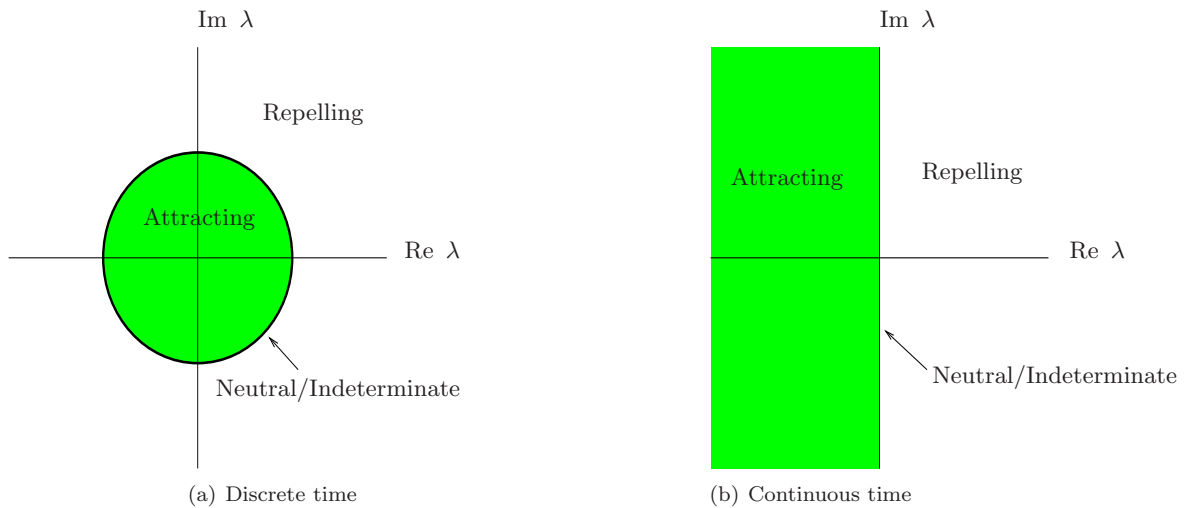 Im λ
Repelling
Attracting
Re λ
Neutral/Indeterminate
(a) Discrete time
Im λ
Attracting
Repelling
Re λ
Neutral/Indeterminate
(b) Continuous time